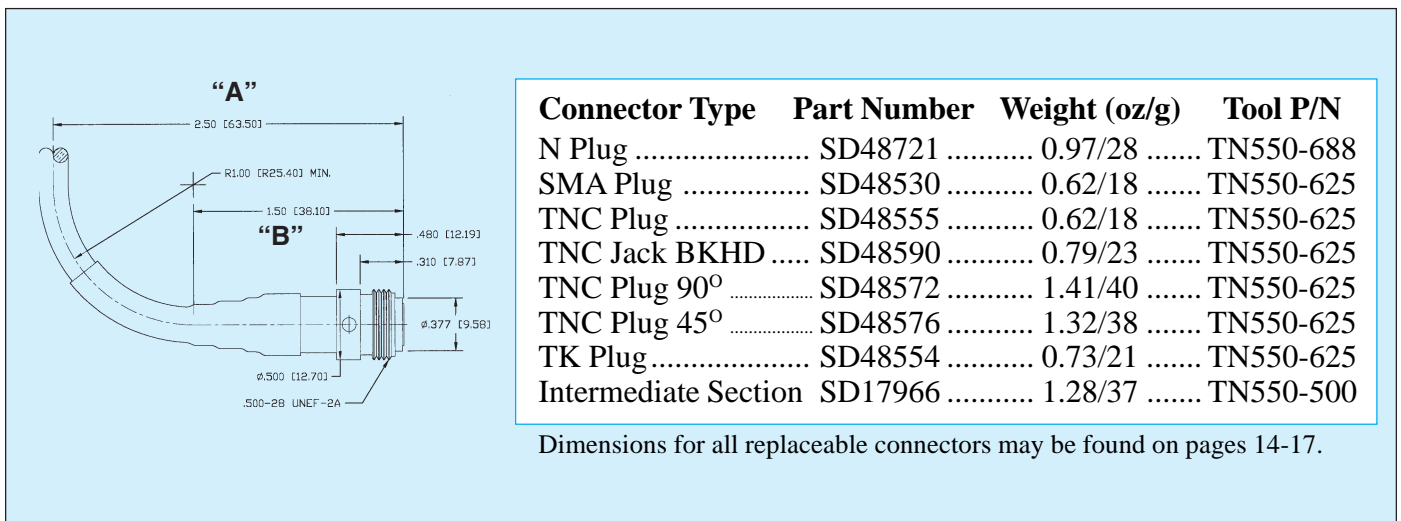 “A”
2.50 [63.50]
R1.00 [R25.40] MIN.
1.50 [38.10]
“B”
.480 [12.19]
.310 [7.87]
ø.377 [9.58]
ø.500 [12.70]
.500-28 UNEF-2A
Connector Type Part Number Weight (oz/g) Tool P/N
N Plug ...................... SD48721 ........... 0.97/28 ....... TN550-688
SMA Plug ................ SD48530 ........... 0.62/18 ....... TN550-625
TNC Plug ................. SD48555 ........... 0.62/18 ....... TN550-625
TNC Jack BKHD ..... SD48590 ........... 0.79/23 ....... TN550-625
TNC Plug 90O ................ SD48572 ........... 1.41/40 ....... TN550-625
TNC Plug 45O ................ SD48576 ........... 1.32/38 ....... TN550-625
TK Plug.................... SD48554 ........... 0.73/21 ....... TN550-625
Intermediate Section SD17966 ........... 1.28/37 ....... TN550-500
Dimensions for all replaceable connectors may be found on pages 14-17.